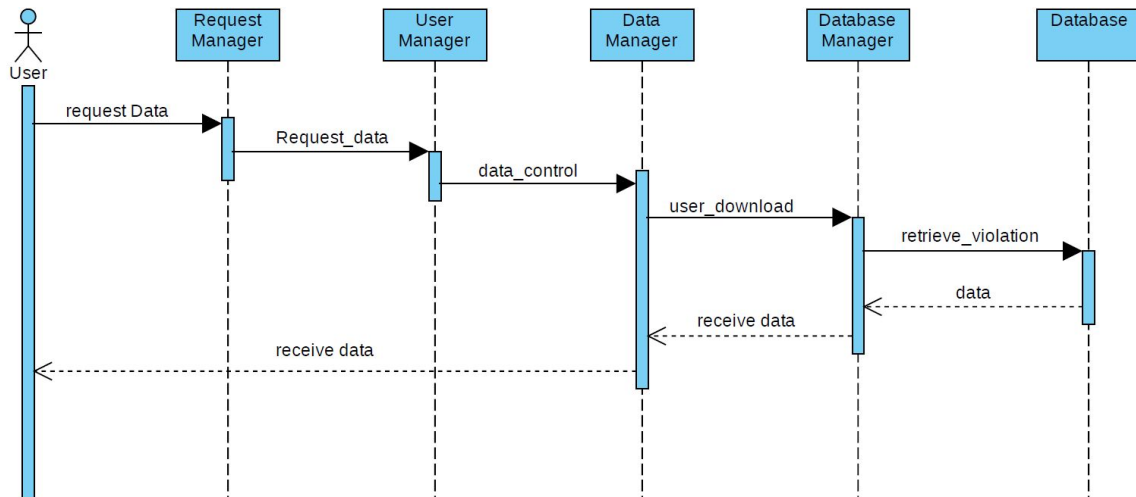 Request
Manager
User
Manager
Data
Manager
Database
Manager
Database
User
request Data
Request_data
data_control
user_download
retrieve_violation
data
receive data
receive data